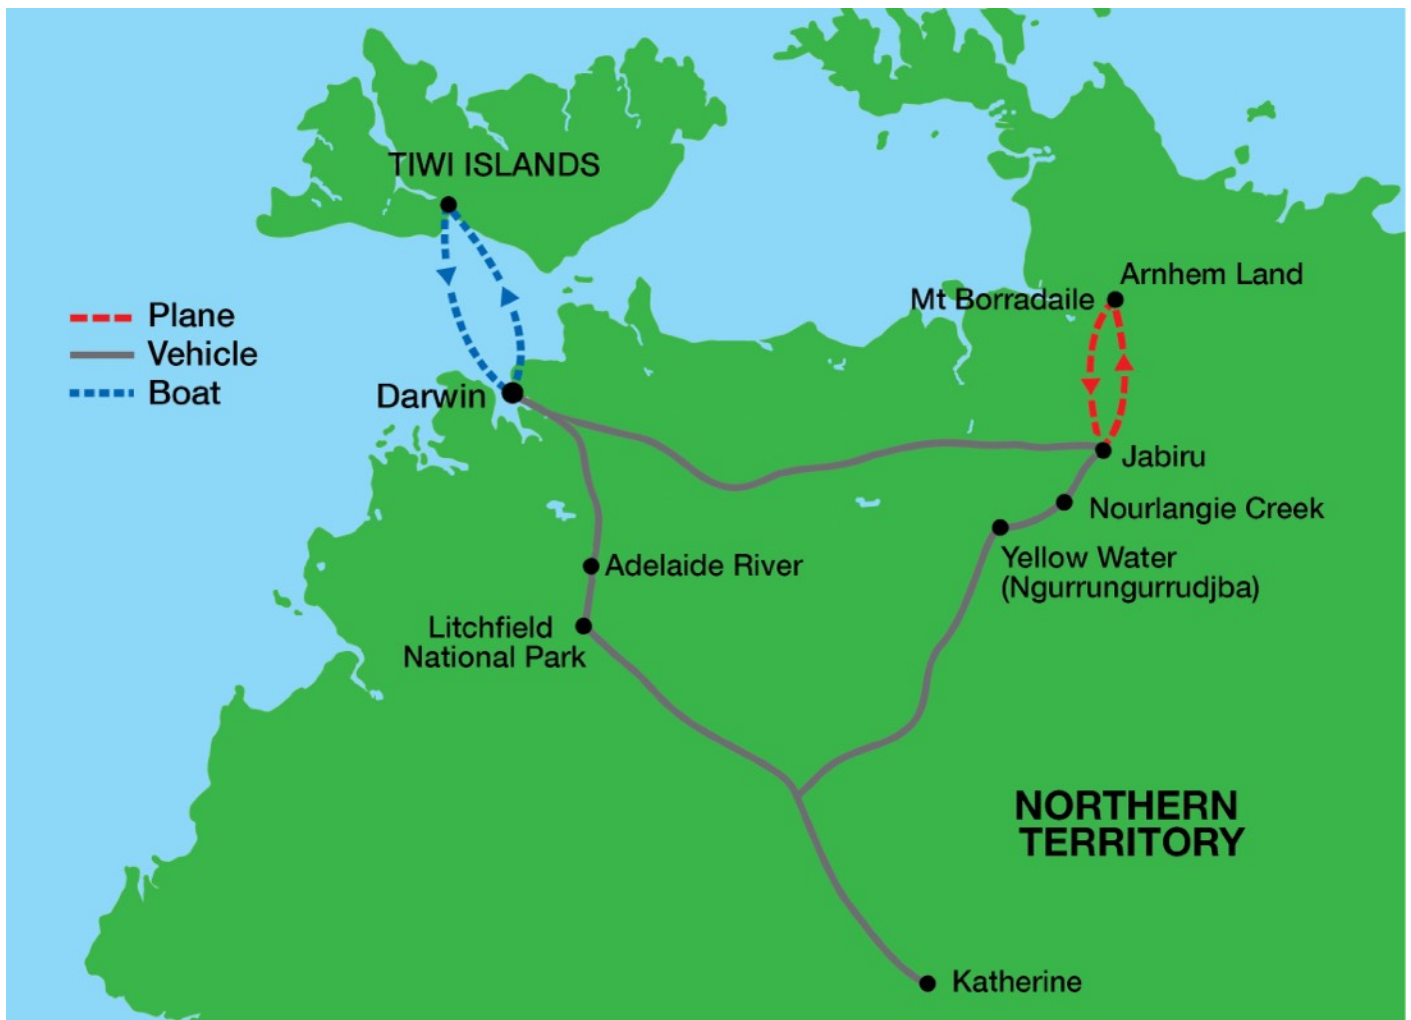 TIWI ISLANDS
Arnhem Land
Mt Borradaile
Plane
Vehicle
Boat
Darwin
Jabiru
Nourlangie Creek
Yellow Water
(Ngurrungurrudjba)
Adelaide River
Litchfield
National Park
NORTHERN
TERRITORY
Katherine